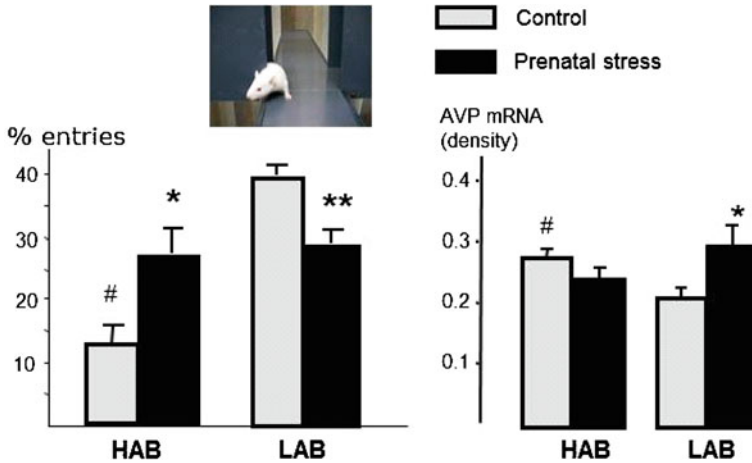 Control
Prenatal stress
% entries
40
30
20
10
#
*
**
HAB
LAB
AVP mRNA
(density)
0.4
0.3
0.2
0.1
#
*
HAB
LAB